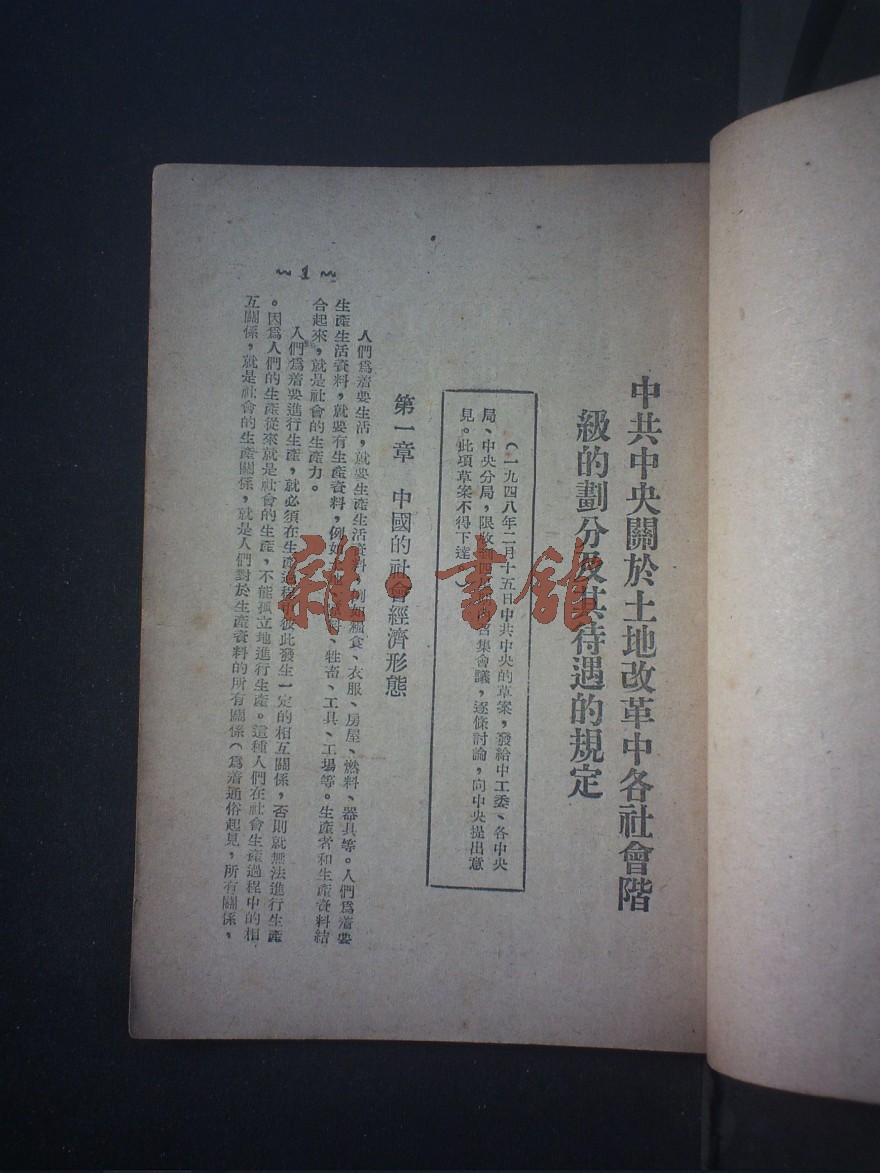 中共中央關於土地改革中各社會階
級的劃分及其待遇的規定
（一九四八年二月十五日中共中央的草案，發給中工委、各中央
局、中央分局，限收到四星期內召集會議，逐條討論，向中央提出意
見。此項草案不得下達）
第一章　中國的社會經濟形態
人們爲着要生活，就要生產生活資料，例如糧食、衣服、房屋、燃料、器具等。人們爲着要
生產生活資料，就要有生產資料，例如料、牲畜、工具、工場等。生產者和生產資料結
合起來，就是社會的生產力。
人們爲着要進行生產，就必須在生產過程中彼此發生一定的相互關係，否則就無法進行生產
。因爲人們的生產從來就是社會的生產，不能孤立地進行生產。這種人們在社會生產過程中的相
互關係，就是社會的生產關係，就是人們對於生產資料的所有關係（爲着通俗起見，所有關係，
~ 1 ~
雜·書館